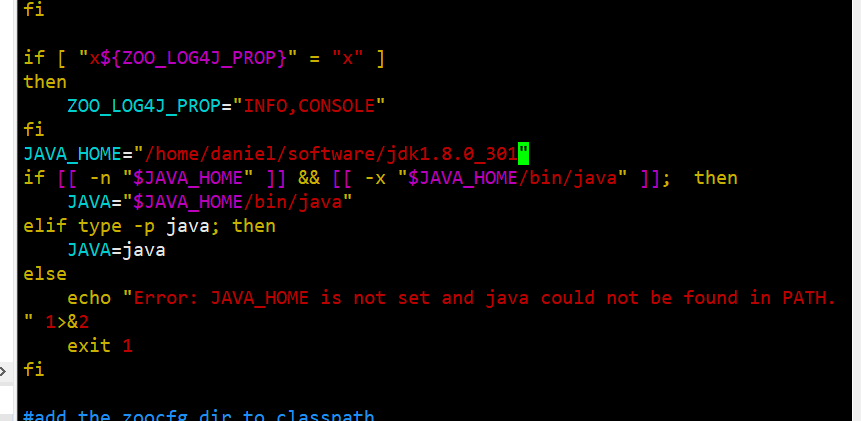 fi
if [ "x${ZOO_LOG4J_PROP}" = "x" ]
then
    ZOO_LOG4J_PROP="INFO,CONSOLE"
fi
JAVA_HOME="/home/daniel/software/jdk1.8.0_301"
if [[ -n "$JAVA_HOME" ]] && [[ -x "$JAVA_HOME/bin/java" ]];  then
    JAVA="$JAVA_HOME/bin/java"
elif type -p java; then
    JAVA=java
else
    echo "Error: JAVA_HOME is not set and java could not be found in PATH.
" 1>&2
    exit 1
fi
#add the zoocfg dir to classpath